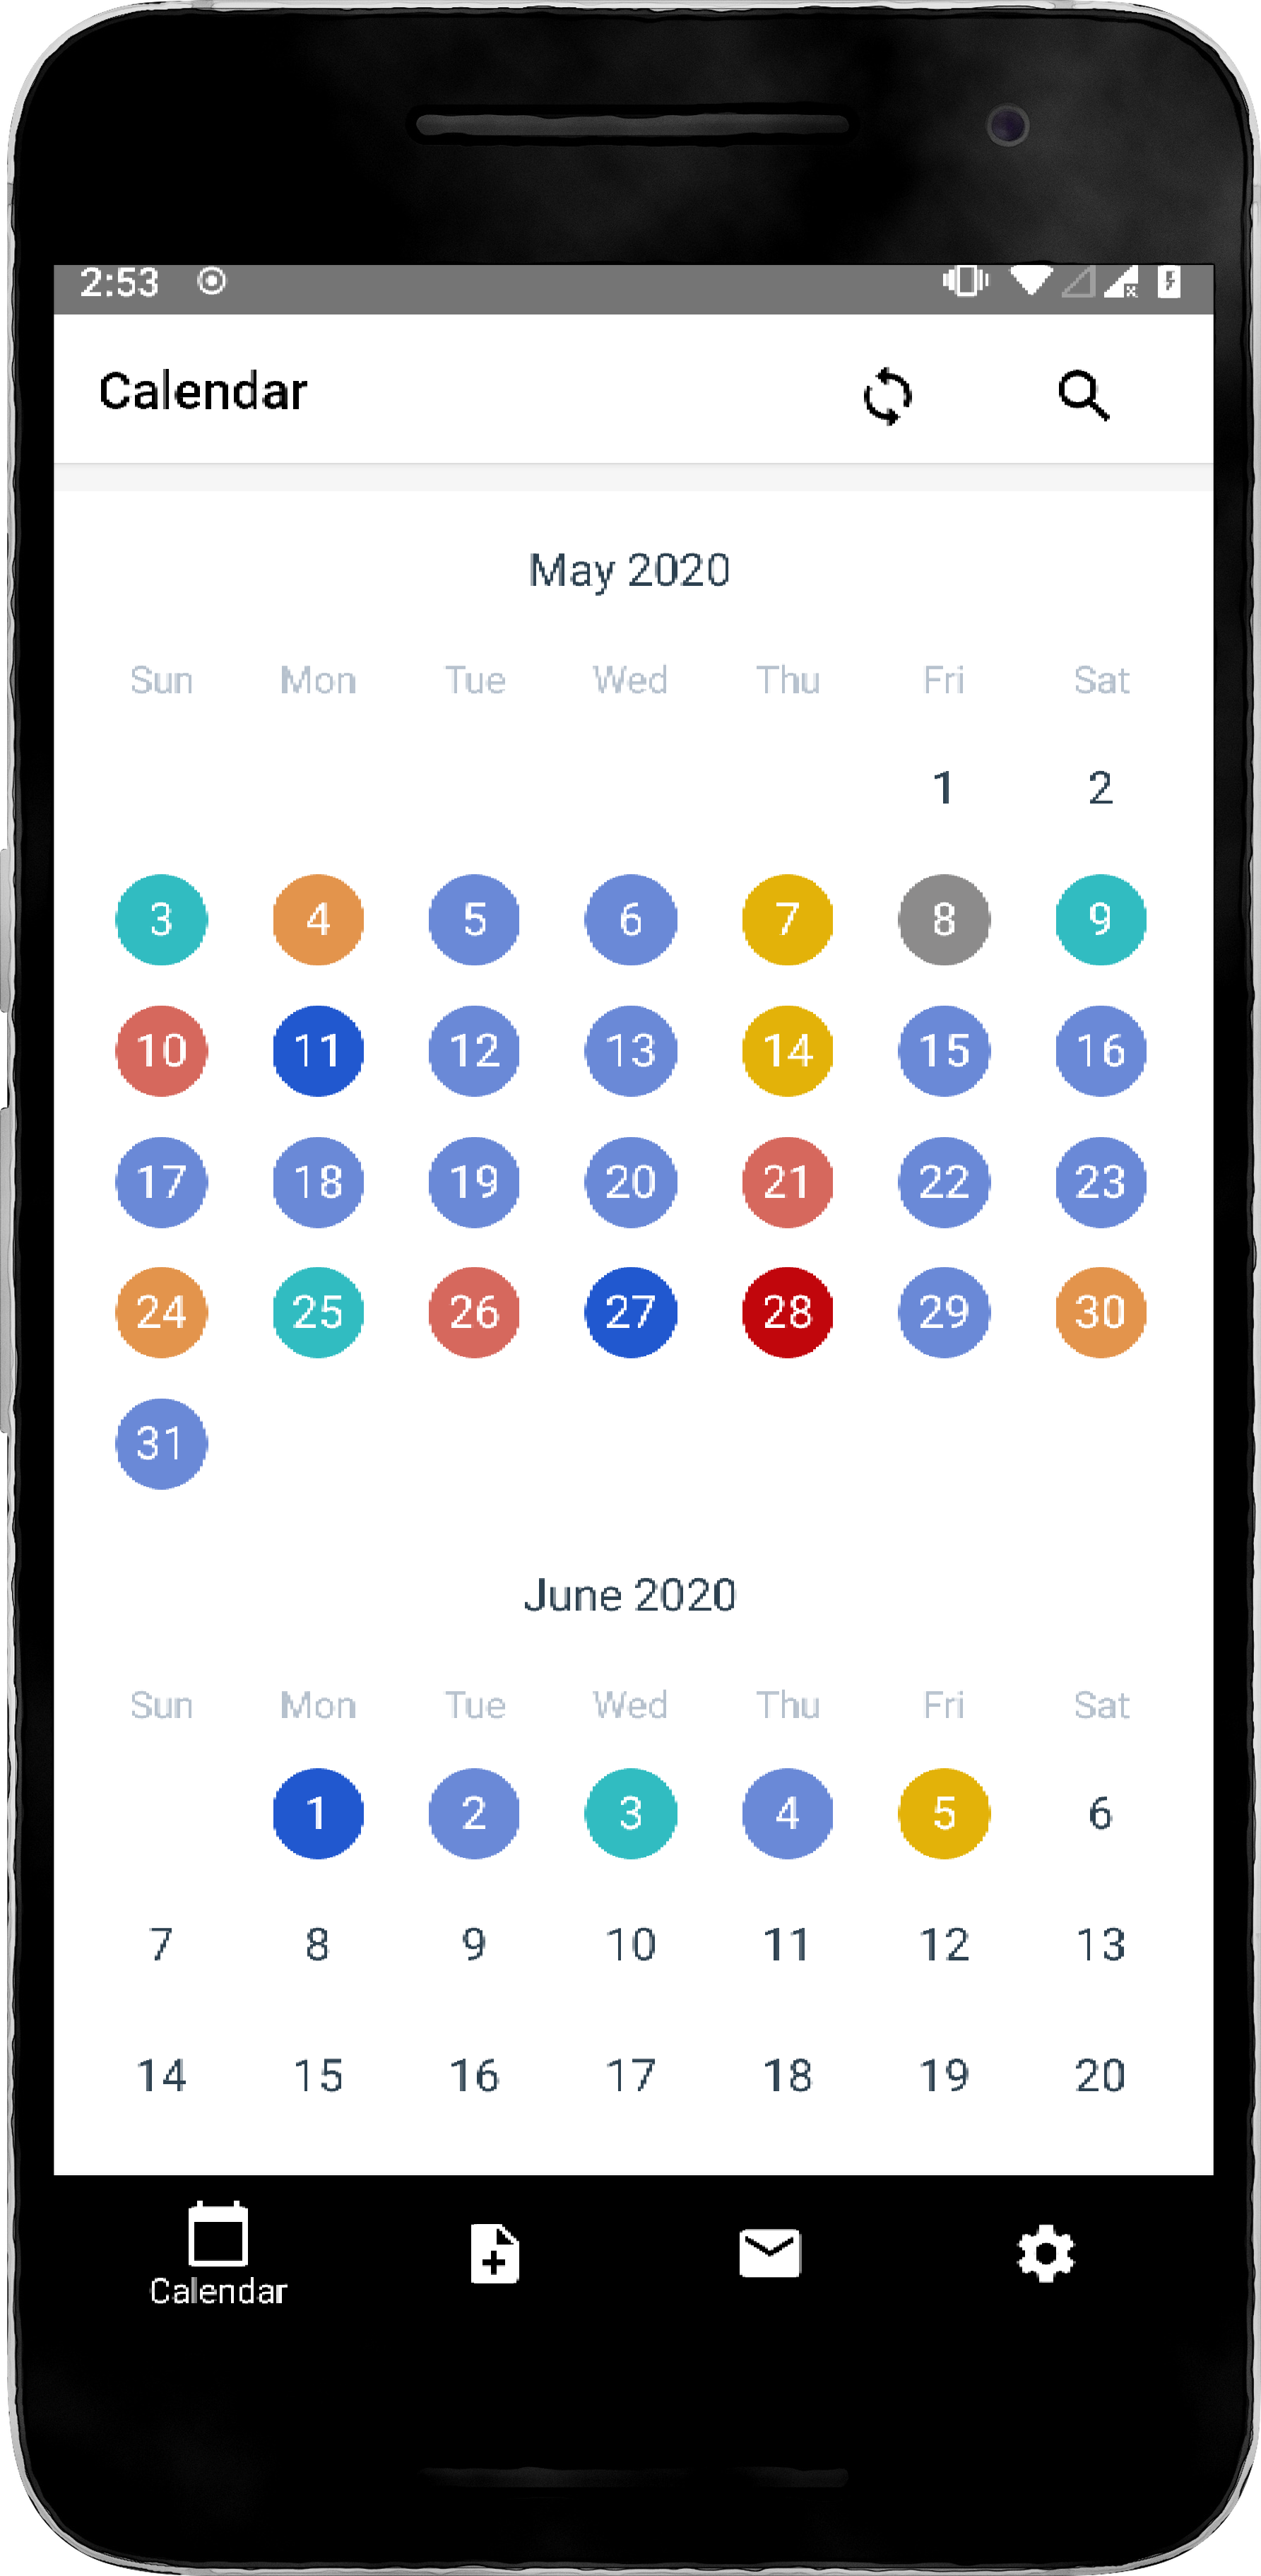 2:53
Calendar
May 2020
Sun Mon Tue Wed Thu Fri Sat
1 2
3 4 5 6 7 8 9
10 11 12 13 14 15 16
17 18 19 20 21 22 23
24 25 26 27 28 29 30
31
June 2020
Sun Mon Tue Wed Thu Fri Sat
1 2 3 4 5 6
7 8 9 10 11 12 13
14 15 16 17 18 19 20
Calendar